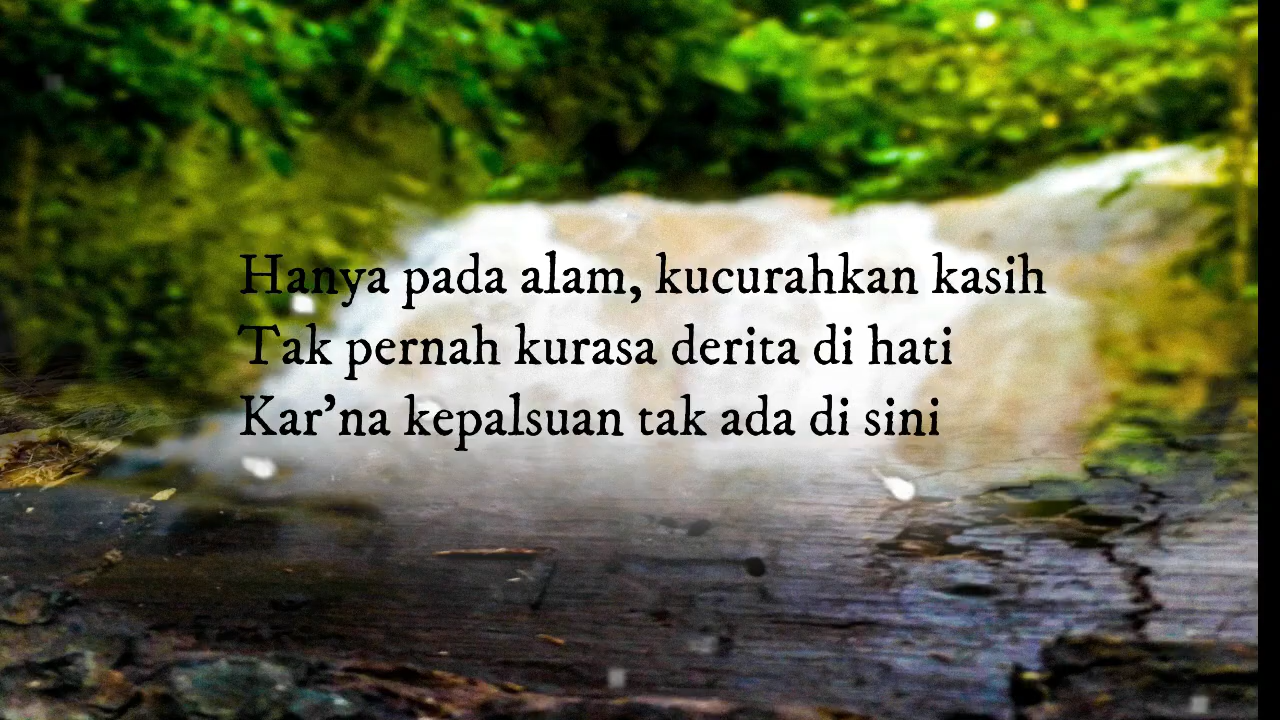 Hanya pada alam, kucurahkan kasih
Tak pernah kurasa derita di hati
Kar'na kepalsuan tak ada di sini